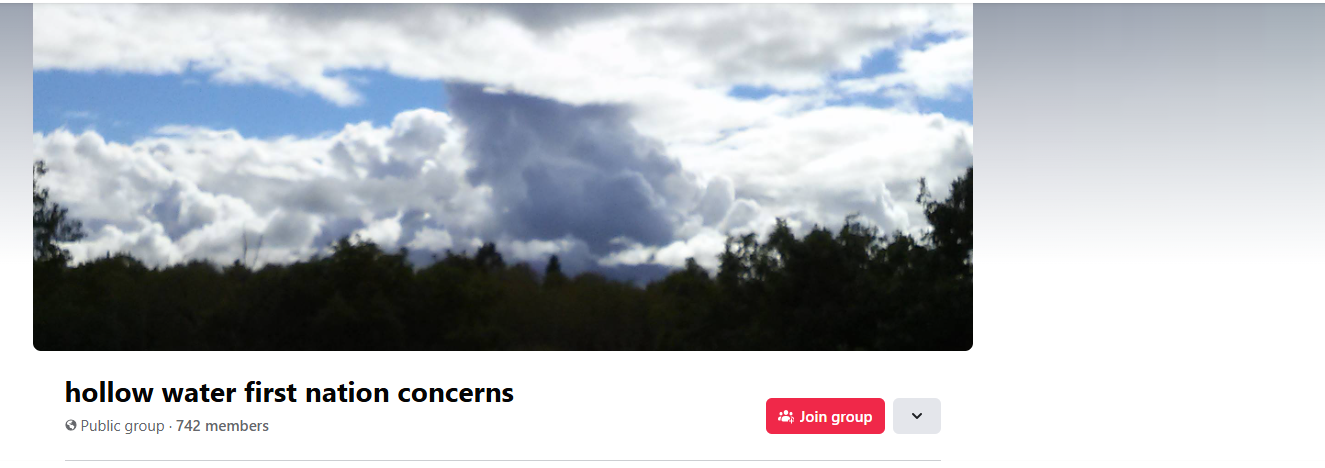 hollow water first nation concerns
Public group · 742 members
Join group